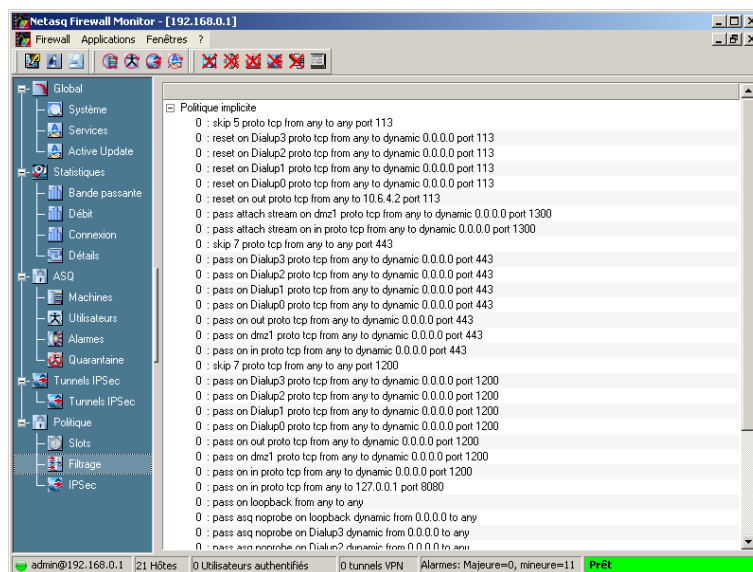 Netasq Firewall Monitor - [192.168.0.1]
Firewall Applications Fenêtres ?
Global
Système
Services
Active Update
Statistiques
Bande passante
Débit
Connexion
Détails
ASQ
Machines
Utilisateurs
Alarmes
Quarantaine
Tunnels IPSec
Tunnels IPSec
Politique
Slots
Filtrage
IPSec
Politique implicite
0 : skip 5 proto tcp from any to any port 113
0 : reset on Dialup3 proto tcp from any to dynamic 0.0.0.0 port 113
0 : reset on Dialup2 proto tcp from any to dynamic 0.0.0.0 port 113
0 : reset on Dialup1 proto tcp from any to dynamic 0.0.0.0 port 113
0 : reset on Dialup0 proto tcp from any to dynamic 0.0.0.0 port 113
0 : reset on out proto tcp from any to 10.6.4.2 port 113
0 : pass attach stream on dmz1 proto tcp from any to dynamic 0.0.0.0 port 1300
0 : pass attach stream on in proto tcp from any to dynamic 0.0.0.0 port 1300
0 : skip 7 proto tcp from any to any port 443
0 : pass on Dialup3 proto tcp from any to dynamic 0.0.0.0 port 443
0 : pass on Dialup2 proto tcp from any to dynamic 0.0.0.0 port 443
0 : pass on Dialup1 proto tcp from any to dynamic 0.0.0.0 port 443
0 : pass on Dialup0 proto tcp from any to dynamic 0.0.0.0 port 443
0 : pass on out proto tcp from any to dynamic 0.0.0.0 port 443
0 : pass on dmz1 proto tcp from any to dynamic 0.0.0.0 port 443
0 : pass on in proto tcp from any to dynamic 0.0.0.0 port 443
0 : skip 7 proto tcp from any to any port 1200
0 : pass on Dialup3 proto tcp from any to dynamic 0.0.0.0 port 1200
0 : pass on Dialup2 proto tcp from any to dynamic 0.0.0.0 port 1200
0 : pass on Dialup1 proto tcp from any to dynamic 0.0.0.0 port 1200
0 : pass on Dialup0 proto tcp from any to dynamic 0.0.0.0 port 1200
0 : pass on out proto tcp from any to dynamic 0.0.0.0 port 1200
0 : pass on dmz1 proto tcp from any to dynamic 0.0.0.0 port 1200
0 : pass on in proto tcp from any to dynamic 0.0.0.0 port 1200
0 : pass on in proto tcp from any to 127.0.0.1 port 8080
0 : pass on loopback from any to any
0 : pass asq noprobe on loopback dynamic from 0.0.0.0 to any
0 : pass asq noprobe on Dialup3 dynamic from 0.0.0.0 to any
0 : pass asq noprobe on Dialup2 dynamic from 0.0.0.0 to any
admin@192.168.0.1 21 Hôtes 0 Utilisateurs authentifiés 0 tunnels VPN Alarmes: Majeure=0, mineure=11 Prêt